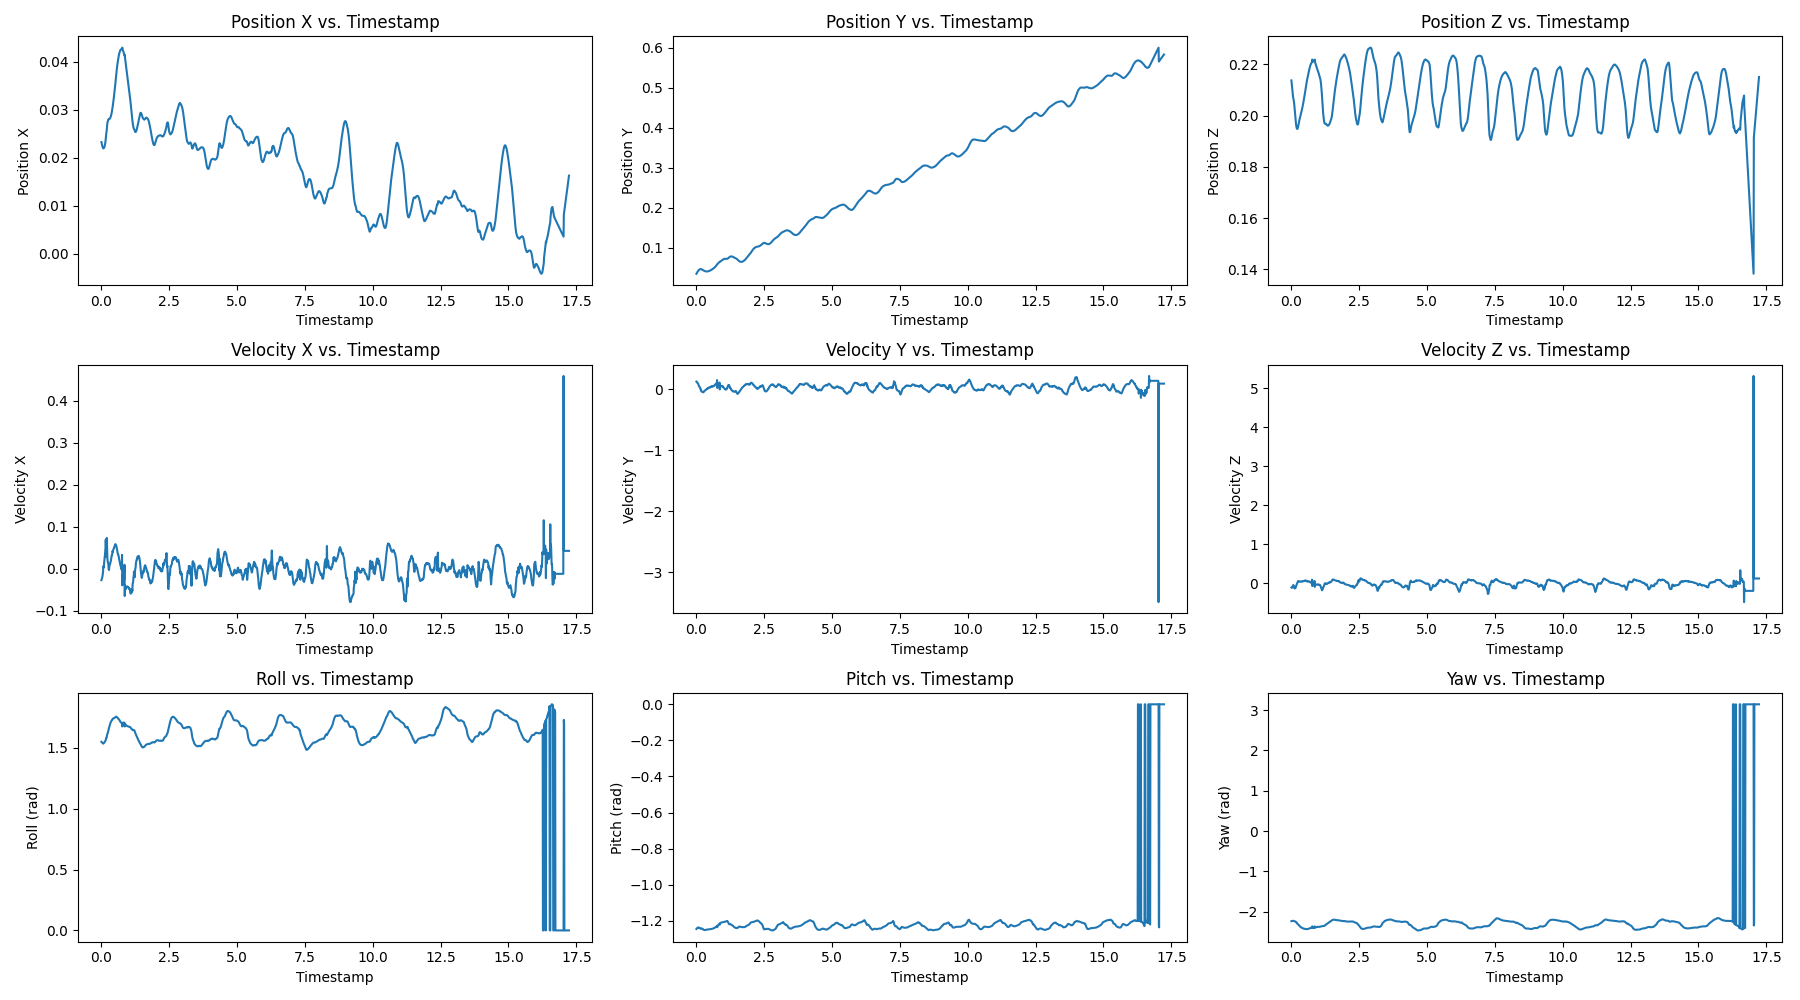 Position X vs. Timestamp
Position X
0.04
0.03
0.02
0.01
0.00
0.0 2.5 5.0 7.5 10.0 12.5 15.0 17.5
Timestamp
Position Y vs. Timestamp
Position Y
0.6
0.5
0.4
0.3
0.2
0.1
0.0 2.5 5.0 7.5 10.0 12.5 15.0 17.5
Timestamp
Position Z vs. Timestamp
Position Z
0.22
0.20
0.18
0.16
0.14
0.0 2.5 5.0 7.5 10.0 12.5 15.0 17.5
Timestamp
Velocity X vs. Timestamp
Velocity X
0.4
0.3
0.2
0.1
0.0
−0.1
0.0 2.5 5.0 7.5 10.0 12.5 15.0 17.5
Timestamp
Velocity Y vs. Timestamp
Velocity Y
0
−1
−2
−3
0.0 2.5 5.0 7.5 10.0 12.5 15.0 17.5
Timestamp
Velocity Z vs. Timestamp
Velocity Z
5
4
3
2
1
0
0.0 2.5 5.0 7.5 10.0 12.5 15.0 17.5
Timestamp
Roll vs. Timestamp
Roll (rad)
1.5
1.0
0.5
0.0
0.0 2.5 5.0 7.5 10.0 12.5 15.0 17.5
Timestamp
Pitch vs. Timestamp
Pitch (rad)
0.0
−0.2
−0.4
−0.6
−0.8
−1.0
−1.2
0.0 2.5 5.0 7.5 10.0 12.5 15.0 17.5
Timestamp
Yaw vs. Timestamp
Yaw (rad)
3
2
1
0
−1
−2
0.0 2.5 5.0 7.5 10.0 12.5 15.0 17.5
Timestamp